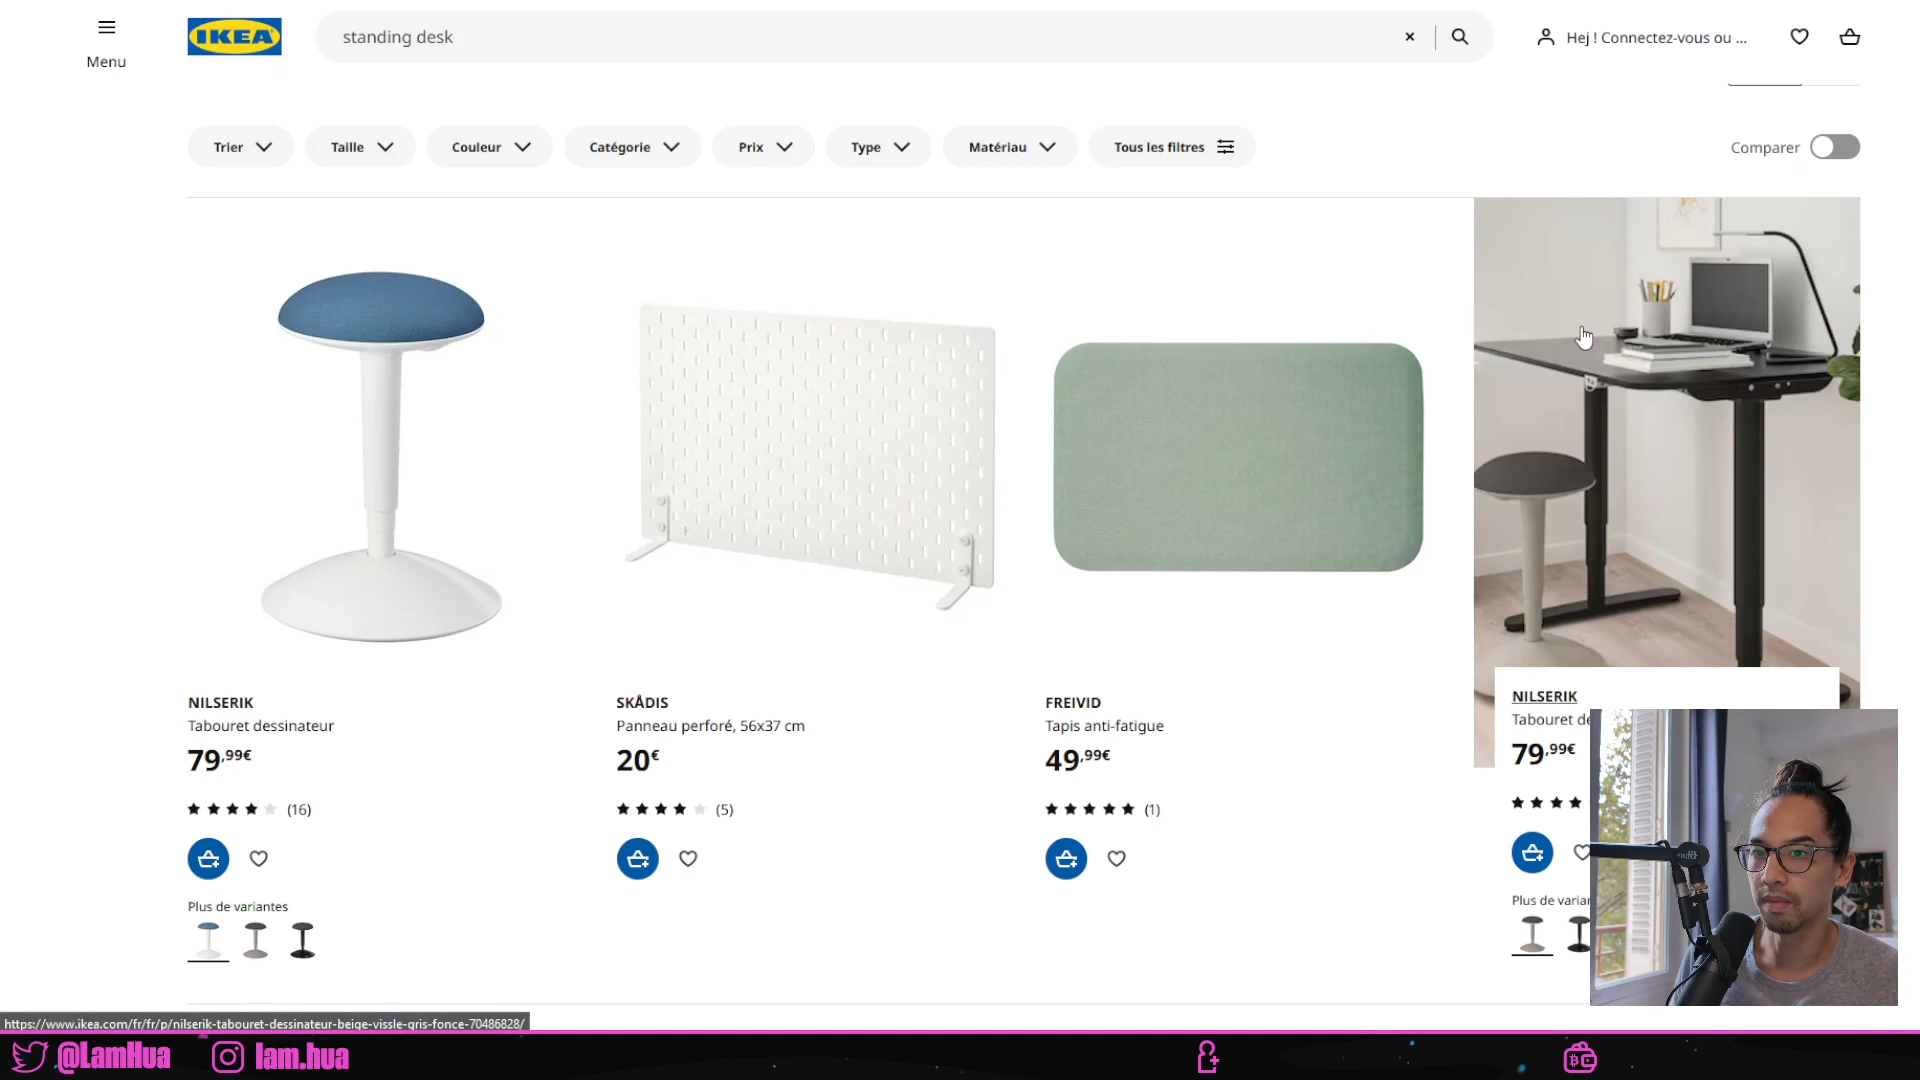 Menu
IKEA
standing desk
Hej ! Connectez-vous ou ...
Trier
Taille
Couleur
Catégorie
Prix
Type
Matériau
Tous les filtres
Comparer
NILSERIK
Tabouret dessinateur
79,99€
(16)
Plus de variantes
SKÅDIS
Panneau perforé, 56x37 cm
20€
(5)
FREIVID
Tapis anti-fatigue
49,99€
(1)
NILSERIK
Tabouret de
79,99€
Plus de varian
https://www.ikea.com/fr/fr/p/nilserik-tabouret-dessinateur-beige-vissle-gris-fonce-70486828/
@LamHua
lam.hua